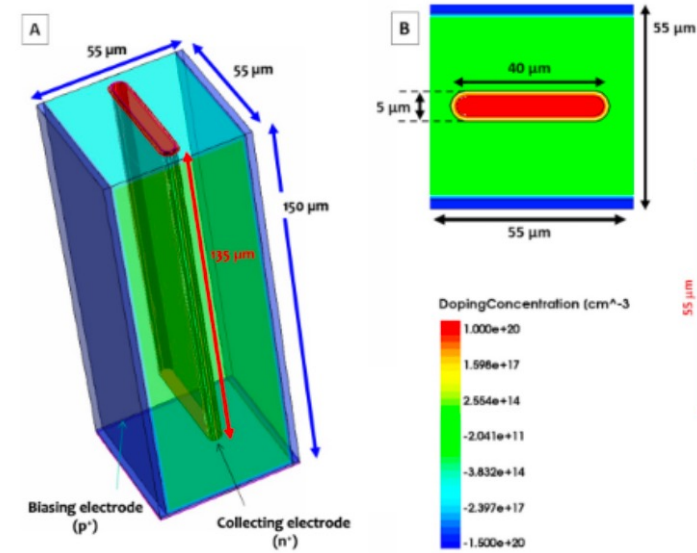 A
55 µm
55 µm
150 µm
135 µm
Biasing electrode
(p⁺)
Collecting electrode
(n⁺)
B
55 µm
40 µm
5 µm
55 µm
DopingConcentration (cm^-3
1.000e+20
1.596e+17
2.554e+14
-2.041e+11
-3.832e+14
-2.397e+17
-1.500e+20
55 µm